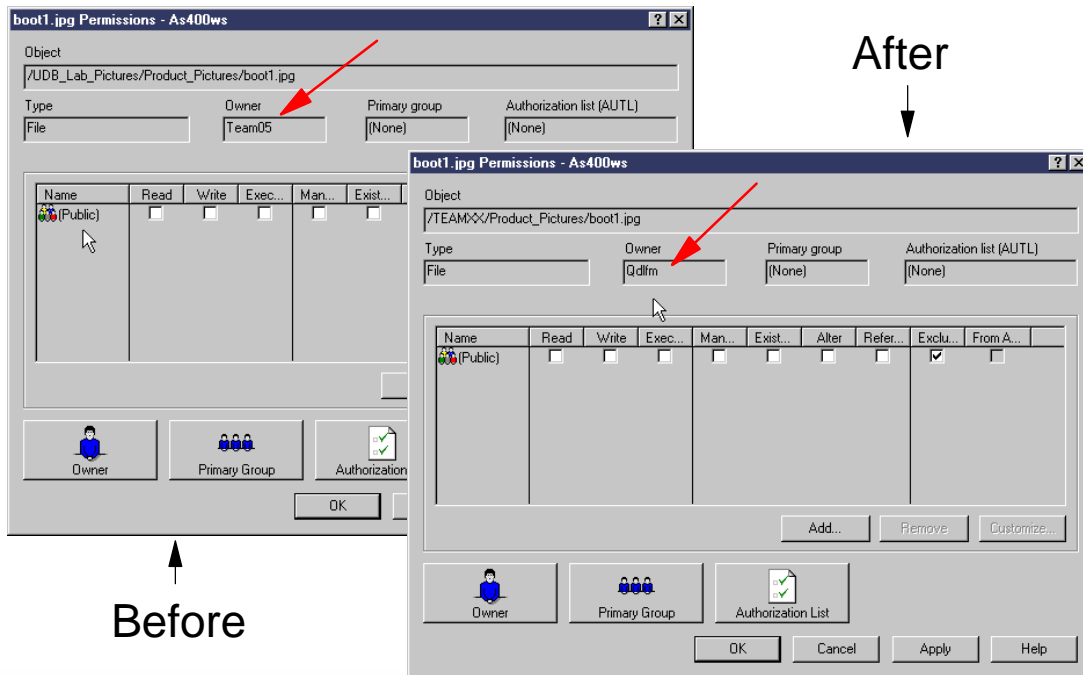 boot1.jpg Permissions - As400ws
Object
/UDB_Lab_Pictures/Product_Pictures/boot1.jpg
Type Owner Primary group Authorization list (AUTL)
File Team05 (None) (None)
Name Read Write Exec... Man... Exist...
(Public)
Owner Primary Group Authorization
OK
Before
After
boot1.jpg Permissions - As400ws
Object
/TEAMXX/Product_Pictures/boot1.jpg
Type Owner Primary group Authorization list (AUTL)
File Qdlfm (None) (None)
Name Read Write Exec... Man... Exist... Alter Refer... Exclu... From A...
(Public)
Add... Remove Customize...
Owner Primary Group Authorization List
OK Cancel Apply Help